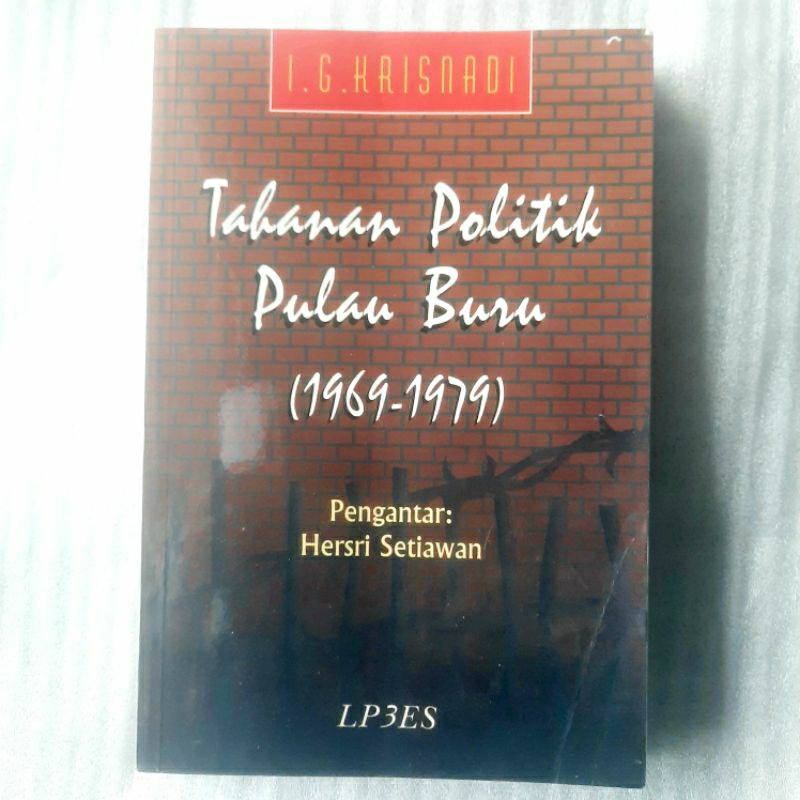 I.G.KRISNADI
Tahanan Politik
Pulau Buru
(1969-1979)
Pengantar:
Hersri Setiawan
LP3ES